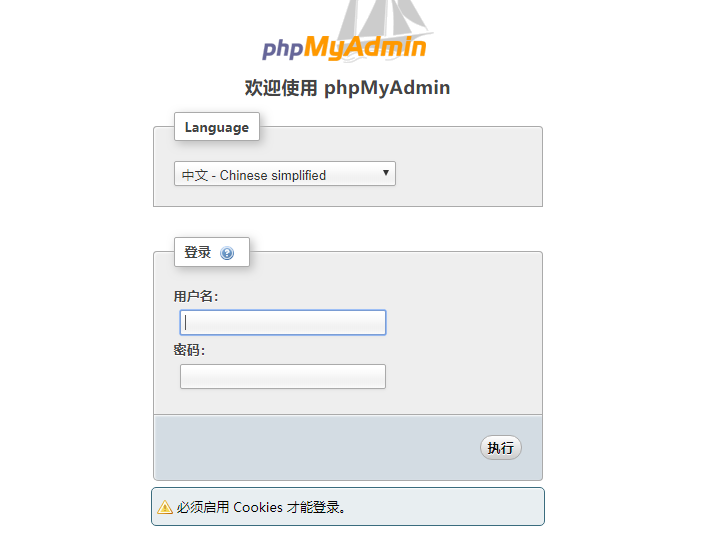 phpMyAdmin
欢迎使用 phpMyAdmin
Language
中文 - Chinese simplified
登录
用户名：
密码：
执行
必须启用 Cookies 才能登录。